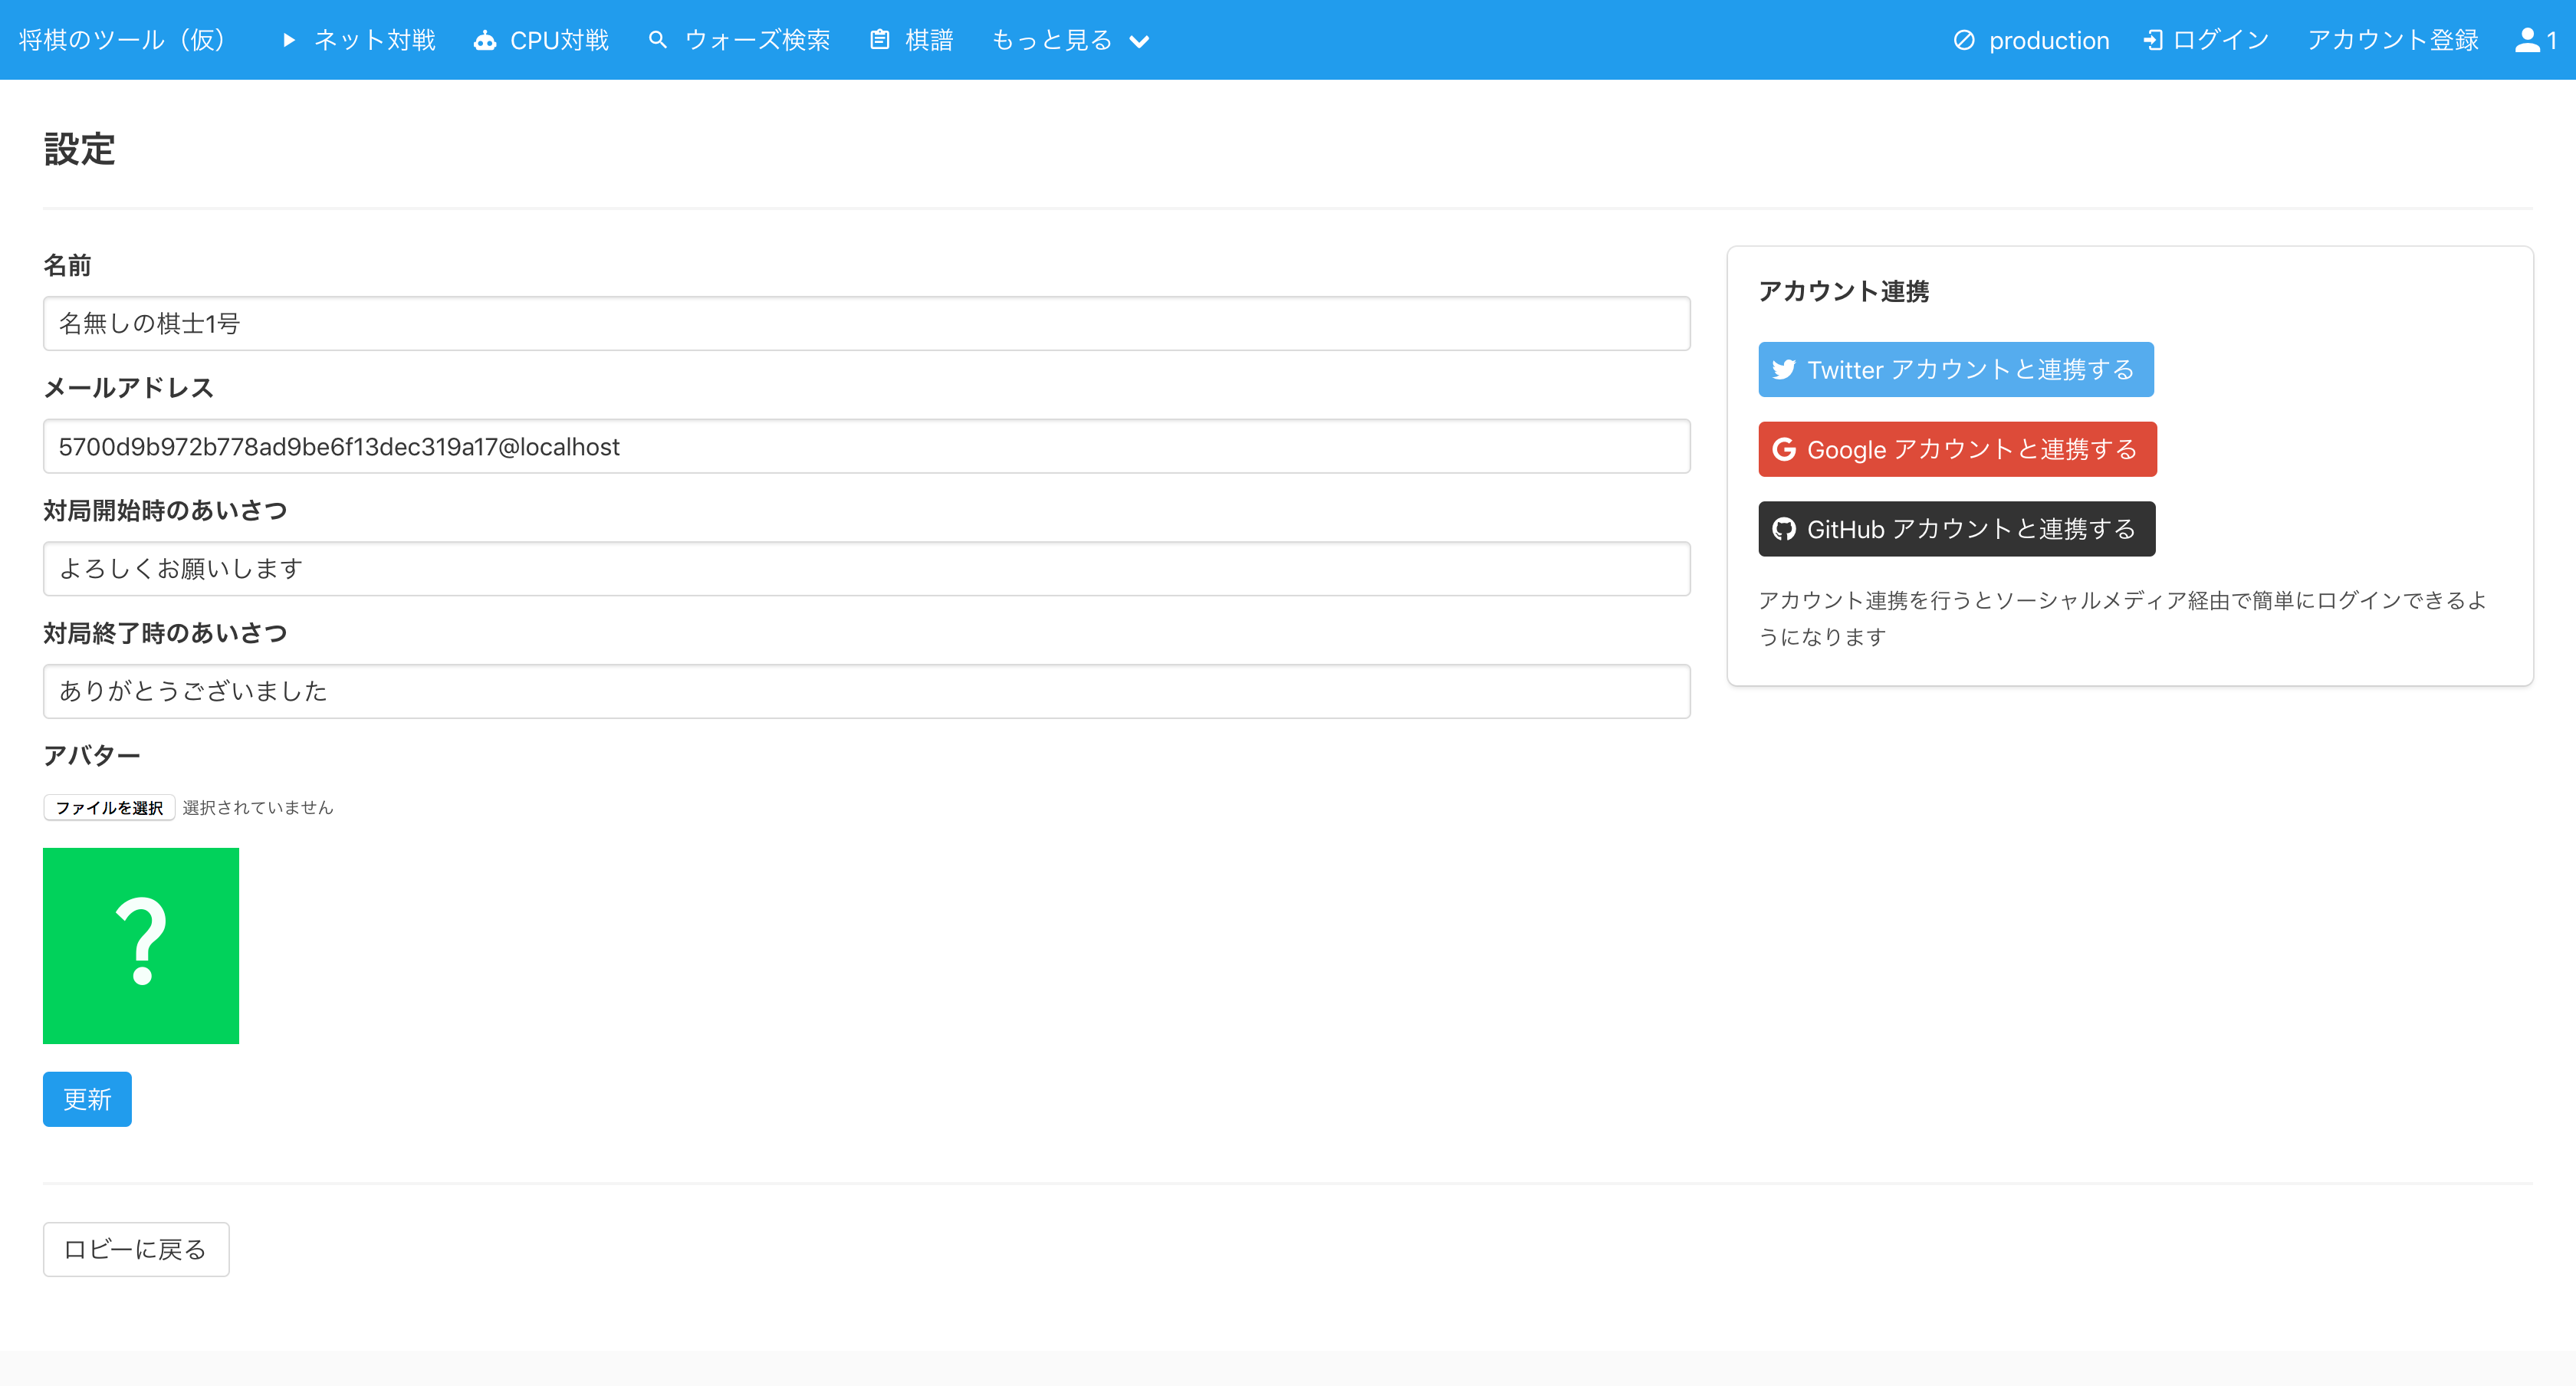 将棋のツール（仮） ネット対戦 CPU対戦 ウォーズ検索 棋譜 もっと見る production ログイン アカウント登録 1
設定
名前
名無しの棋士1号
メールアドレス
5700d9b972b778ad9be6f13dec319a17@localhost
対局開始時のあいさつ
よろしくお願いします
対局終了時のあいさつ
ありがとうございました
アバター
ファイルを選択 選択されていません
?
更新
ロビーに戻る
アカウント連携
Twitter アカウントと連携する
Google アカウントと連携する
GitHub アカウントと連携する
アカウント連携を行うとソーシャルメディア経由で簡単にログインできるよ
うになります